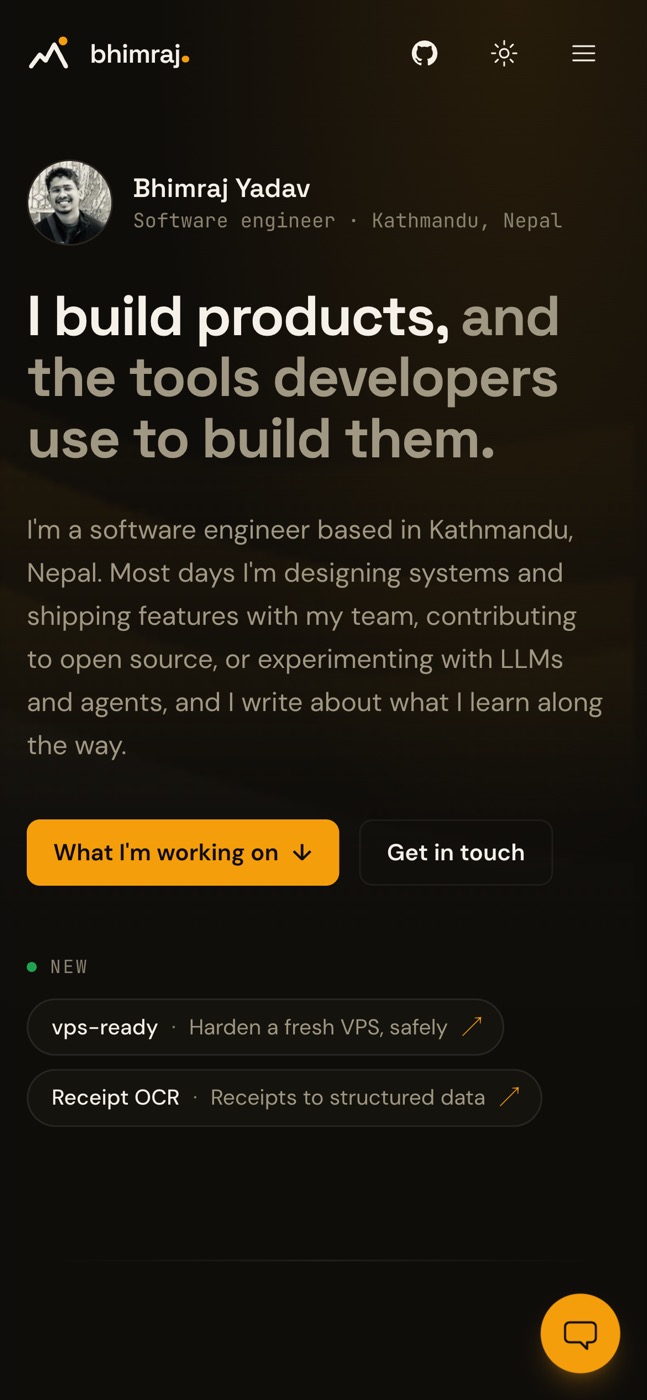 bhimraj.
Bhimraj Yadav
Software engineer · Kathmandu, Nepal
I build products, and
the tools developers
use to build them.
I'm a software engineer based in Kathmandu,
Nepal. Most days I'm designing systems and
shipping features with my team, contributing
to open source, or experimenting with LLMs
and agents, and I write about what I learn along
the way.
What I'm working on ↓
Get in touch
NEW
vps-ready · Harden a fresh VPS, safely ↗
Receipt OCR · Receipts to structured data ↗